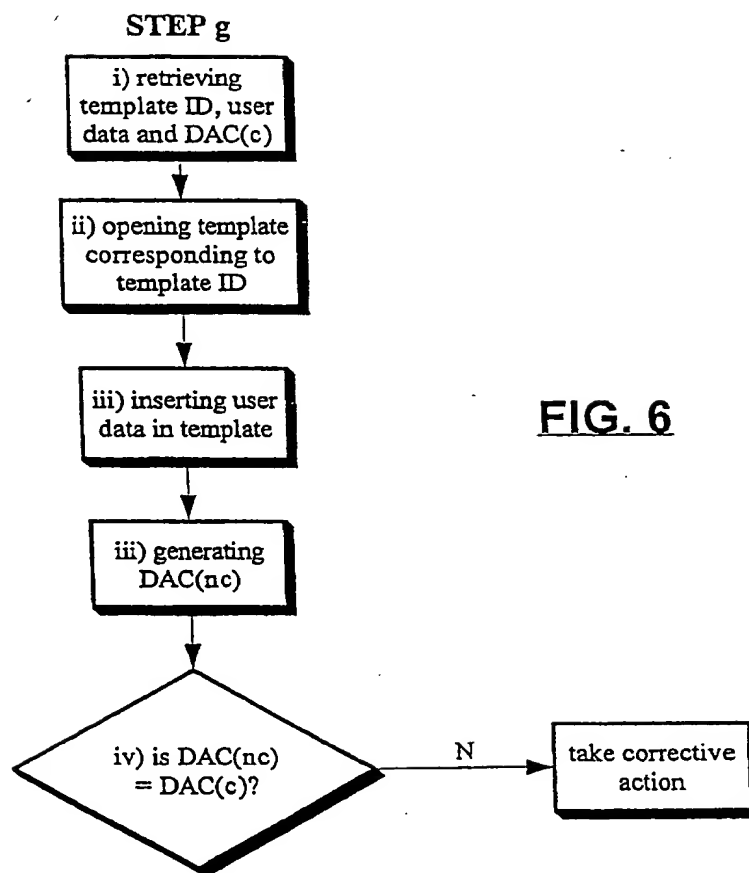 STEP g
i) retrieving
template ID, user
data and DAC(c)
ii) opening template
corresponding to
template ID
iii) inserting user
data in template
FIG. 6
iii) generating
DAC(nc)
iv) is DAC(nc)
= DAC(c)?
N
take corrective
action